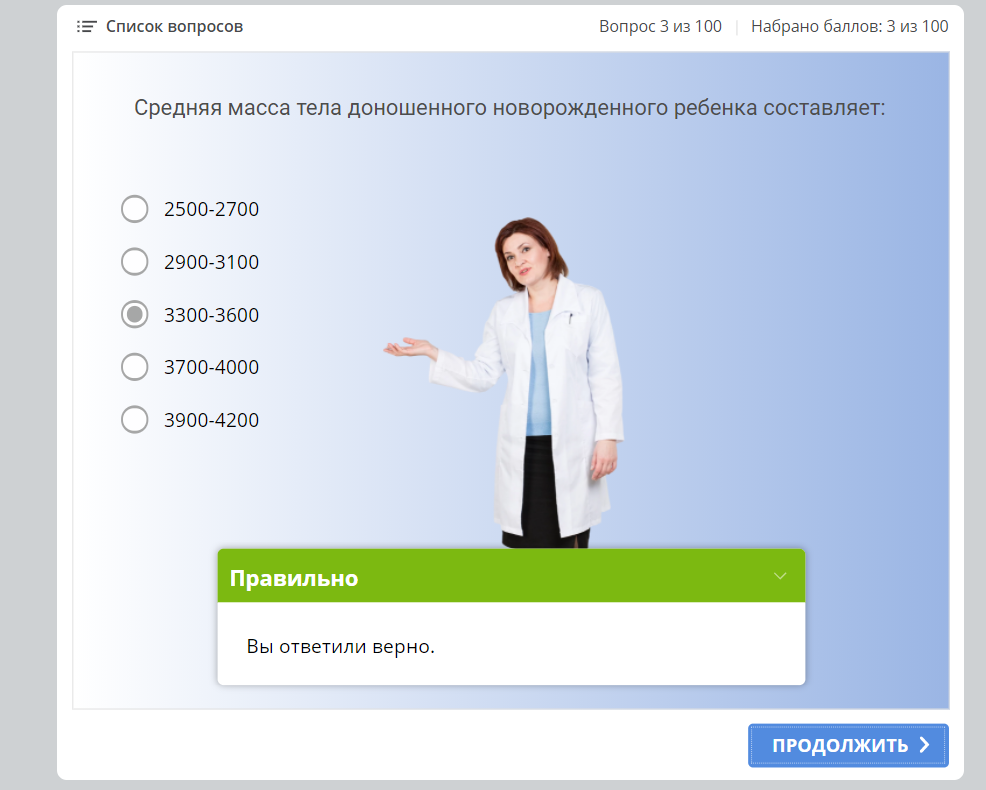 Список вопросов
Вопрос 3 из 100 | Набрано баллов: 3 из 100
Средняя масса тела доношенного новорожденного ребенка составляет:
2500-2700
2900-3100
3300-3600
3700-4000
3900-4200
Правильно
Вы ответили верно.
ПРОДОЛЖИТЬ